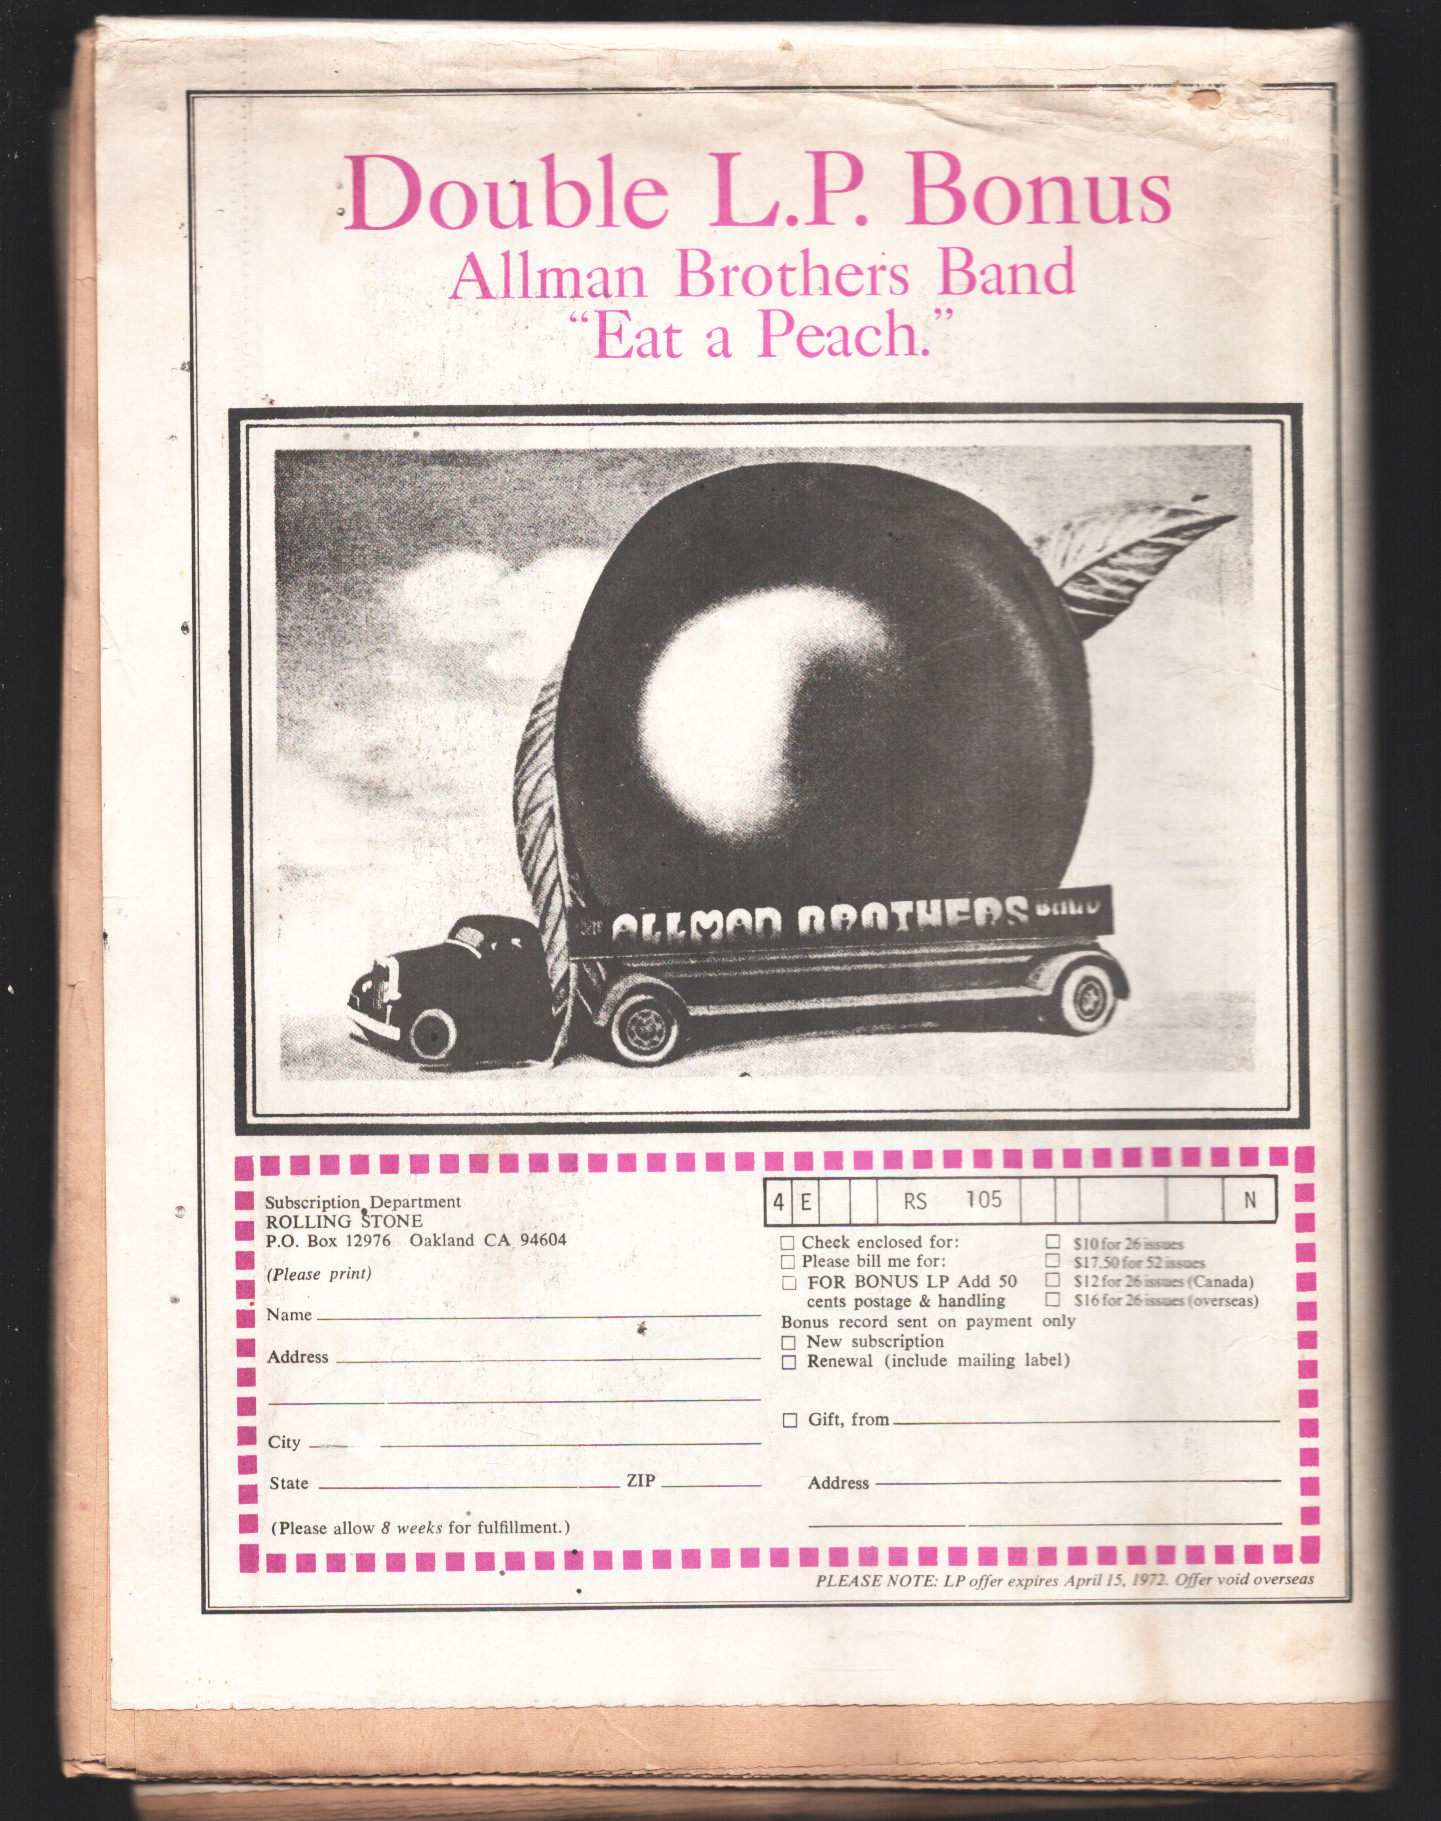 Double L.P. Bonus
Allman Brothers Band
"Eat a Peach."
ALLMAN BROTHERS BAND
Subscription Department
ROLLING STONE
P.O. Box 12976 Oakland CA 94604
(Please print)
Name
Address
City
State ZIP
(Please allow 8 weeks for fulfillment.)
4 E RS 105 N
Check enclosed for:
Please bill me for:
FOR BONUS LP Add 50
cents postage & handling
$10 for 26 issues
$17.50 for 52 issues
$12 for 26 issues (Canada)
$16 for 26 issues (overseas)
Bonus record sent on payment only
New subscription
Renewal (include mailing label)
Gift, from
Address
PLEASE NOTE: LP offer expires April 15, 1972. Offer void overseas